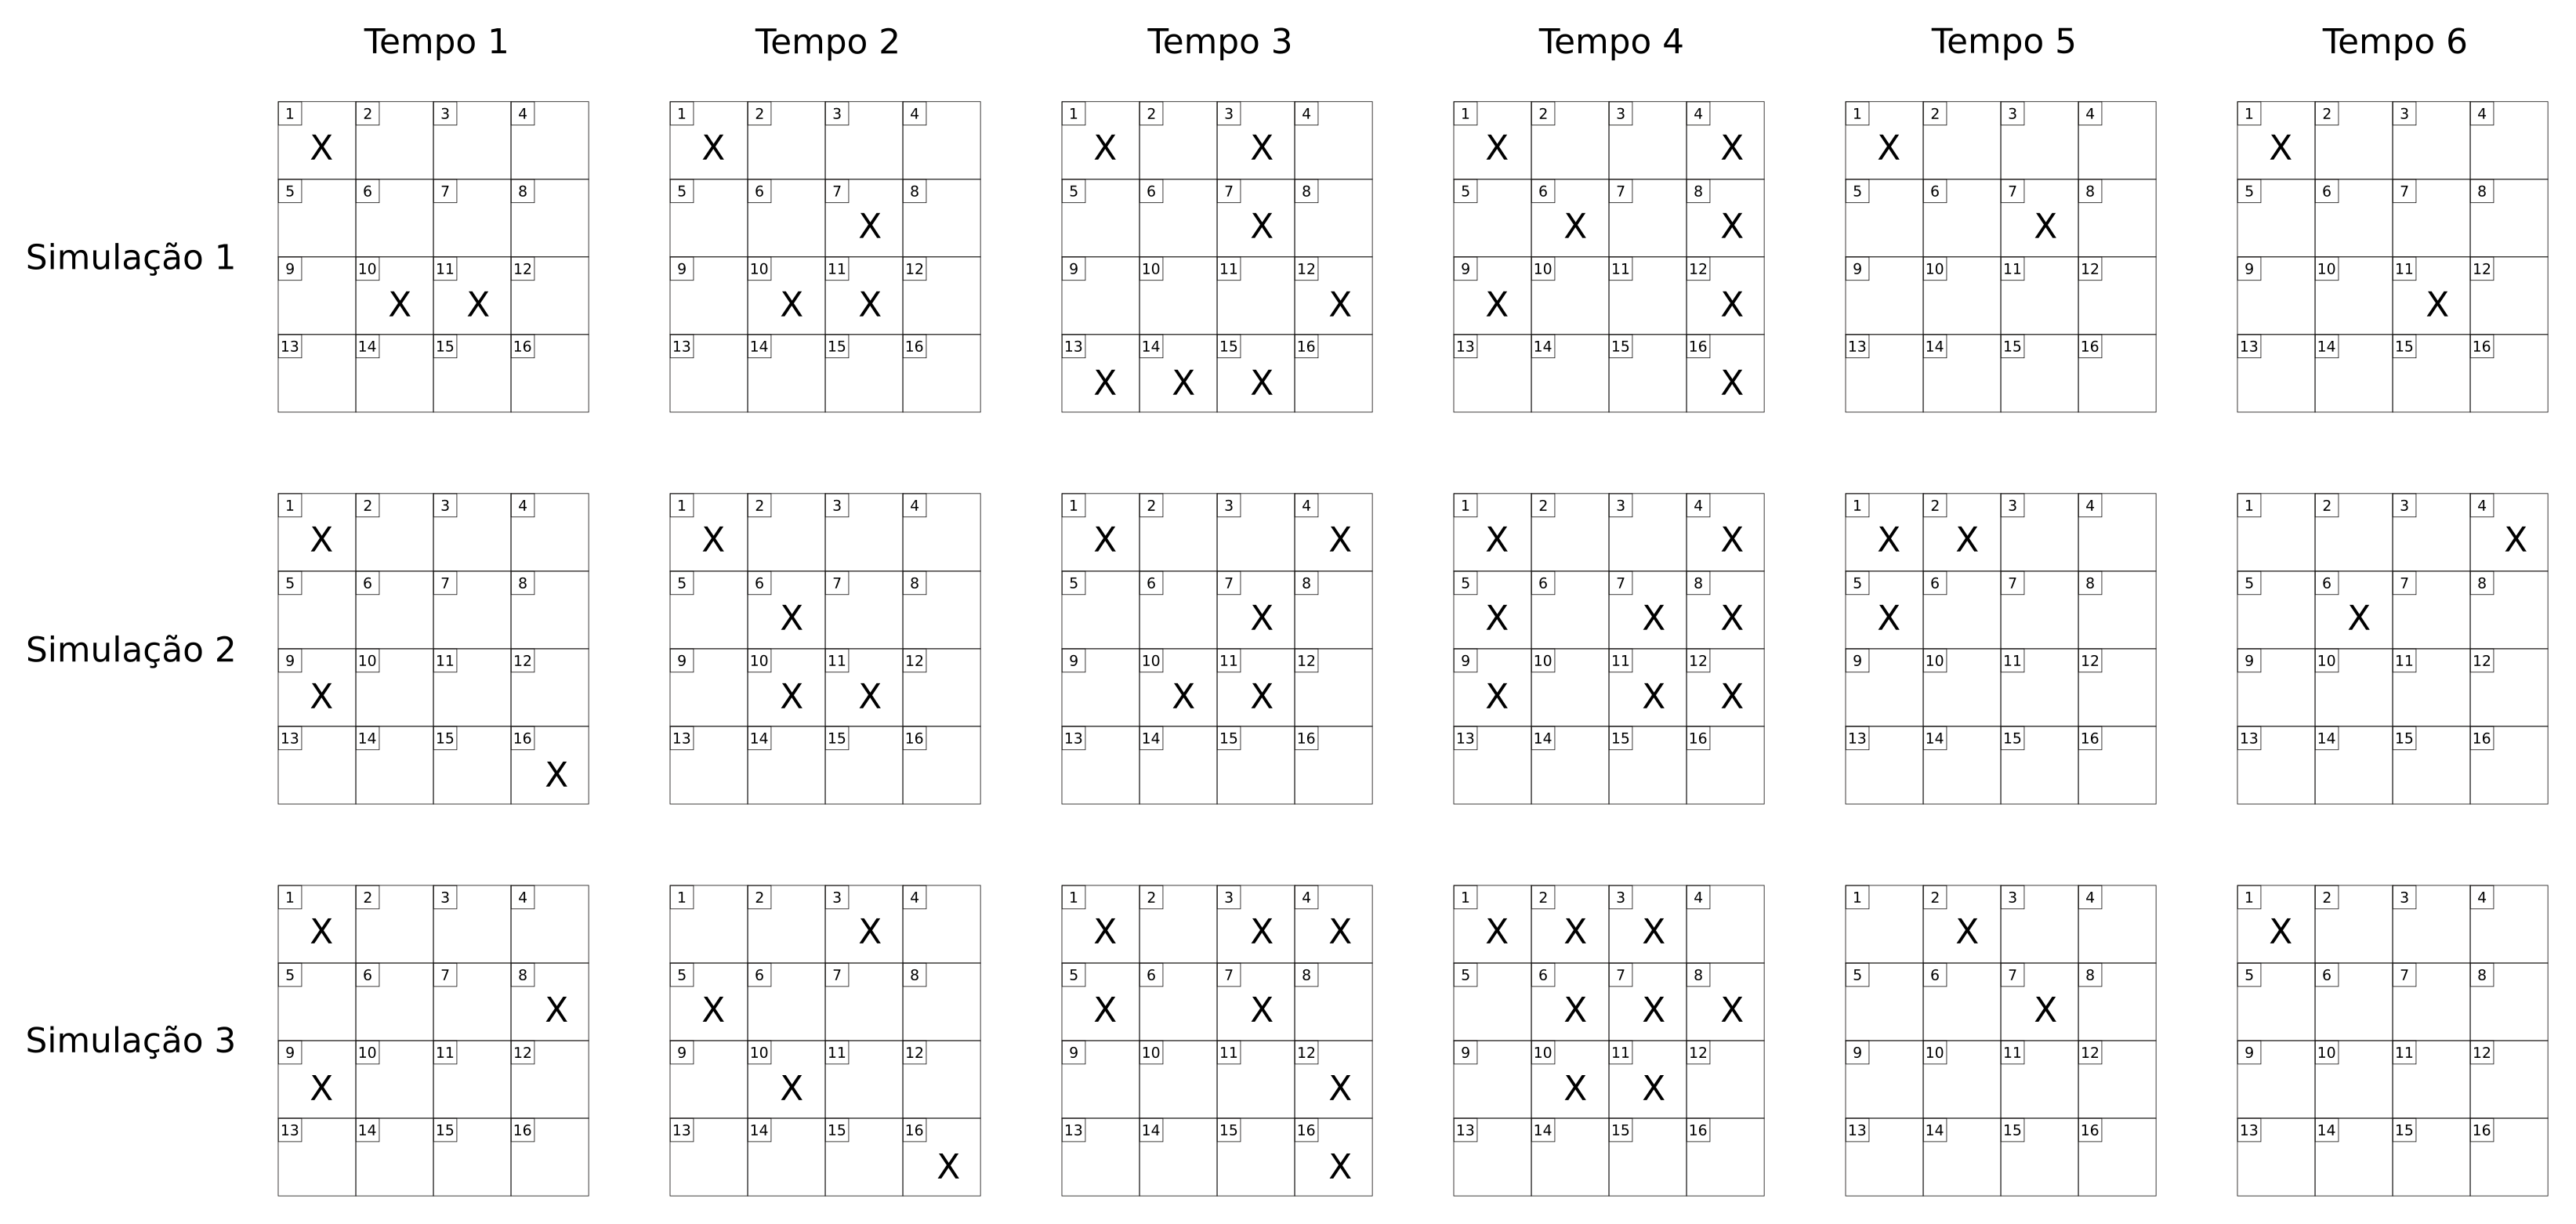 Tempo 1 Tempo 2 Tempo 3 Tempo 4 Tempo 5 Tempo 6
1 2 3 4 1 2 3 4 1 2 3 4 1 2 3 4 1 2 3 4 1 2 3 4
X X X X X X X X
5 6 7 8 5 6 7 8 5 6 7 8 5 6 7 8 5 6 7 8 5 6 7 8
X X X X X
Simulação 1
9 10 11 12 9 10 11 12 9 10 11 12 9 10 11 12 9 10 11 12 9 10 11 12
X X X X X X X X
13 14 15 16 13 14 15 16 13 14 15 16 13 14 15 16 13 14 15 16 13 14 15 16
X X X X
1 2 3 4 1 2 3 4 1 2 3 4 1 2 3 4 1 2 3 4 1 2 3 4
X X X X X X X X X
5 6 7 8 5 6 7 8 5 6 7 8 5 6 7 8 5 6 7 8 5 6 7 8
X X X X X X X
Simulação 2
9 10 11 12 9 10 11 12 9 10 11 12 9 10 11 12 9 10 11 12 9 10 11 12
X X X X X X X X
13 14 15 16 13 14 15 16 13 14 15 16 13 14 15 16 13 14 15 16 13 14 15 16
X
1 2 3 4 1 2 3 4 1 2 3 4 1 2 3 4 1 2 3 4 1 2 3 4
X X X X X X X X X X
5 6 7 8 5 6 7 8 5 6 7 8 5 6 7 8 5 6 7 8 5 6 7 8
X X X X X X X X
Simulação 3
9 10 11 12 9 10 11 12 9 10 11 12 9 10 11 12 9 10 11 12 9 10 11 12
X X X X X
13 14 15 16 13 14 15 16 13 14 15 16 13 14 15 16 13 14 15 16 13 14 15 16
X X